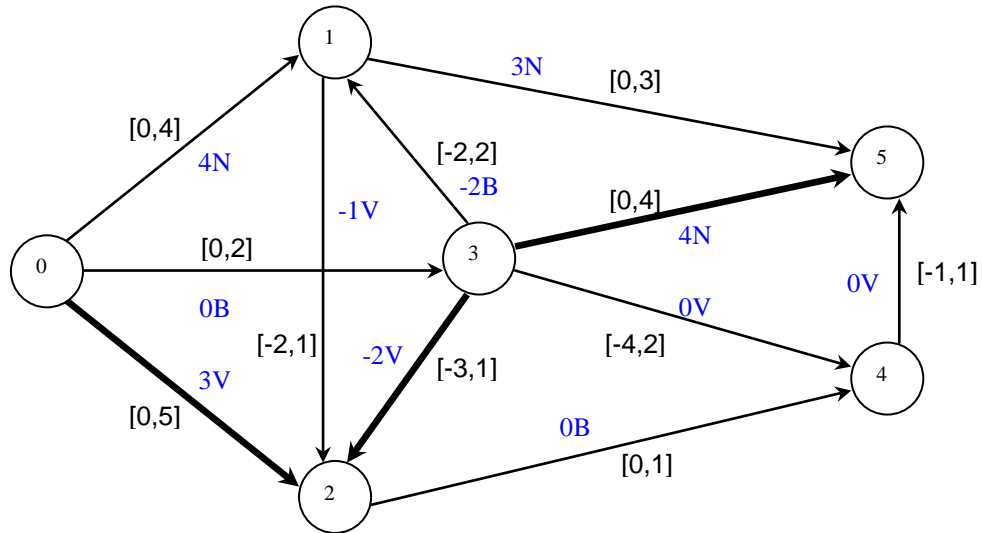 1
3N
[0,3]
[0,4]
4N
[-2,2]
-2B
5
-1V
[0,4]
4N
[0,2]
3
0
0V
[-1,1]
0B
0V
[-2,1]
-2V
[-3,1]
[-4,2]
4
3V
[0,5]
0B
[0,1]
2